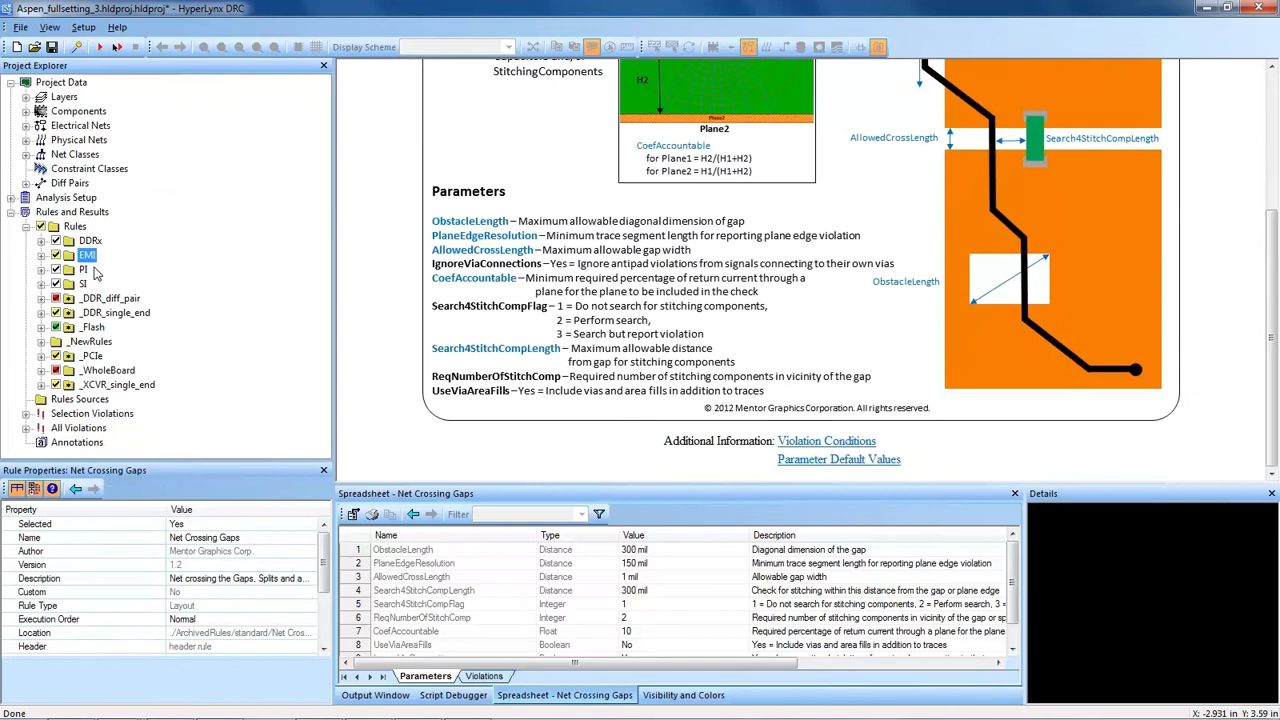 Aspen_fullsetting_3.hldproj.hldproj* - HyperLynx DRC
File View Setup Help
Display Scheme
Project Explorer
Project Data
Layers
Components
Electrical Nets
Physical Nets
Net Classes
Constraint Classes
Diff Pairs
Analysis Setup
Rules and Results
Rules
DDRx
EMI
PI
SI
_DDR_diff_pair
_DDR_single_end
_Flash
_NewRules
_PCIe
_WholeBoard
_XCVR_single_end
Rules Sources
Selection Violations
All Violations
Annotations
StitchingComponents
H2
Plane2
Plane2
CoefAccountable
for Plane1 = H2/(H1+H2)
for Plane2 = H1/(H1+H2)
AllowedCrossLength
Search4StitchCompLength
ObstacleLength
Parameters
ObstacleLength – Maximum allowable diagonal dimension of gap
PlaneEdgeResolution – Minimum trace segment length for reporting plane edge violation
AllowedCrossLength – Maximum allowable gap width
IgnoreViaConnections – Yes = Ignore antipad violations from signals connecting to their own vias
CoefAccountable – Minimum required percentage of return current through a
plane for the plane to be included in the check
Search4StitchCompFlag - 1 = Do not search for stitching components,
2 = Perform search,
3 = Search but report violation
Search4StitchCompLength – Maximum allowable distance
from gap for stitching components
ReqNumberOfStitchComp – Required number of stitching components in vicinity of the gap
UseViaAreaFills – Yes = Include vias and area fills in addition to traces
© 2012 Mentor Graphics Corporation. All rights reserved.
Additional Information: Violation Conditions
Parameter Default Values
Rule Properties: Net Crossing Gaps
Property Value
Selected Yes
Name Net Crossing Gaps
Author Mentor Graphics Corp.
Version 1.2
Description Net crossing the Gaps, Splits and a...
Custom No
Rule Type Layout
Execution Order Normal
Location ./ArchivedRules/standard/Net Cros...
Header header.rule
Spreadsheet - Net Crossing Gaps
Filter
Name Type Value Description
1 ObstacleLength Distance 300 mil Diagonal dimension of the gap
2 PlaneEdgeResolution Distance 150 mil Minimum trace segment length for reporting plane edge violation
3 AllowedCrossLength Distance 1 mil Allowable gap width
4 Search4StitchCompLength Distance 300 mil Check for stitching within this distance from the gap or plane edge
5 Search4StitchCompFlag Integer 1 1 = Do not search for stitching components, 2 = Perform search, 3 =
6 ReqNumberOfStitchComp Integer 2 Required number of stitching components in vicinity of the gap or sp
7 CoefAccountable Float 10 Required percentage of return current through a plane for the plane
8 UseViaAreaFills Boolean No Yes = Include vias and area fills in addition to traces
Parameters Violations
Output Window Script Debugger Spreadsheet - Net Crossing Gaps Visibility and Colors
Details
Done
X: -2.931 in Y: 3.59 in